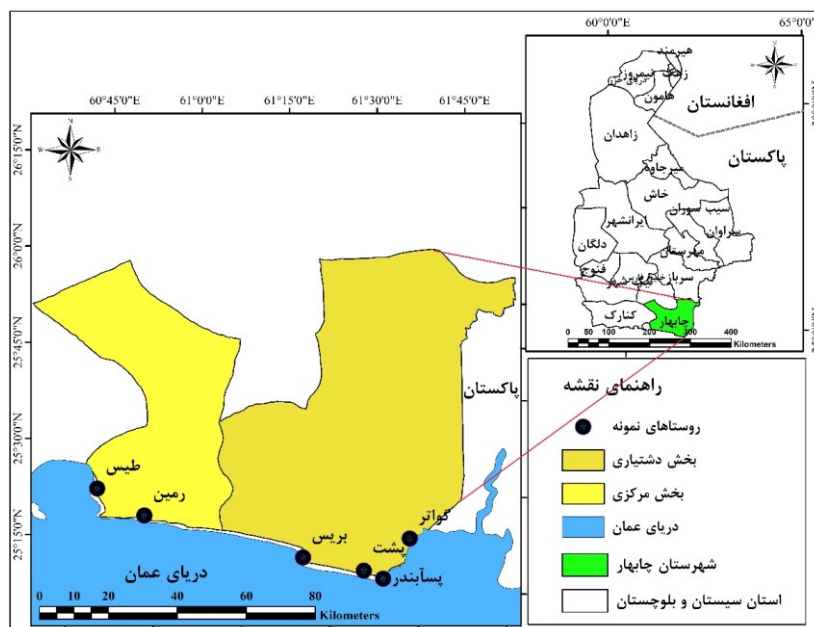 60°45'0"E 61°0'0"E 61°15'0"E 61°30'0"E 61°45'0"E
26°15'0"N
26°0'0"N
25°45'0"N
25°30'0"N
25°15'0"N
N
W E
S
طیس
رمین
بریس
پشت
گواتر
پسآبندر
پاکستان
دریای عمان
0 20 40 60 80
Kilometers
60°0'0"E 65°0'0"E
هیرمند
زهک
نیمروز
هامون
افغانستان
زاهدان
پاکستان
میرجاوه
خاش
سیب سوران
ایرانشهر
سراوان
دلگان
مهرستان
فنوج
سرباز
کنارک
چابهار
0 50 100 200 300 400
Kilometers
راهنمای نقشه
روستاهای نمونه
بخش دشتیاری
بخش مرکزی
دریای عمان
شهرستان چابهار
استان سیستان و بلوچستان